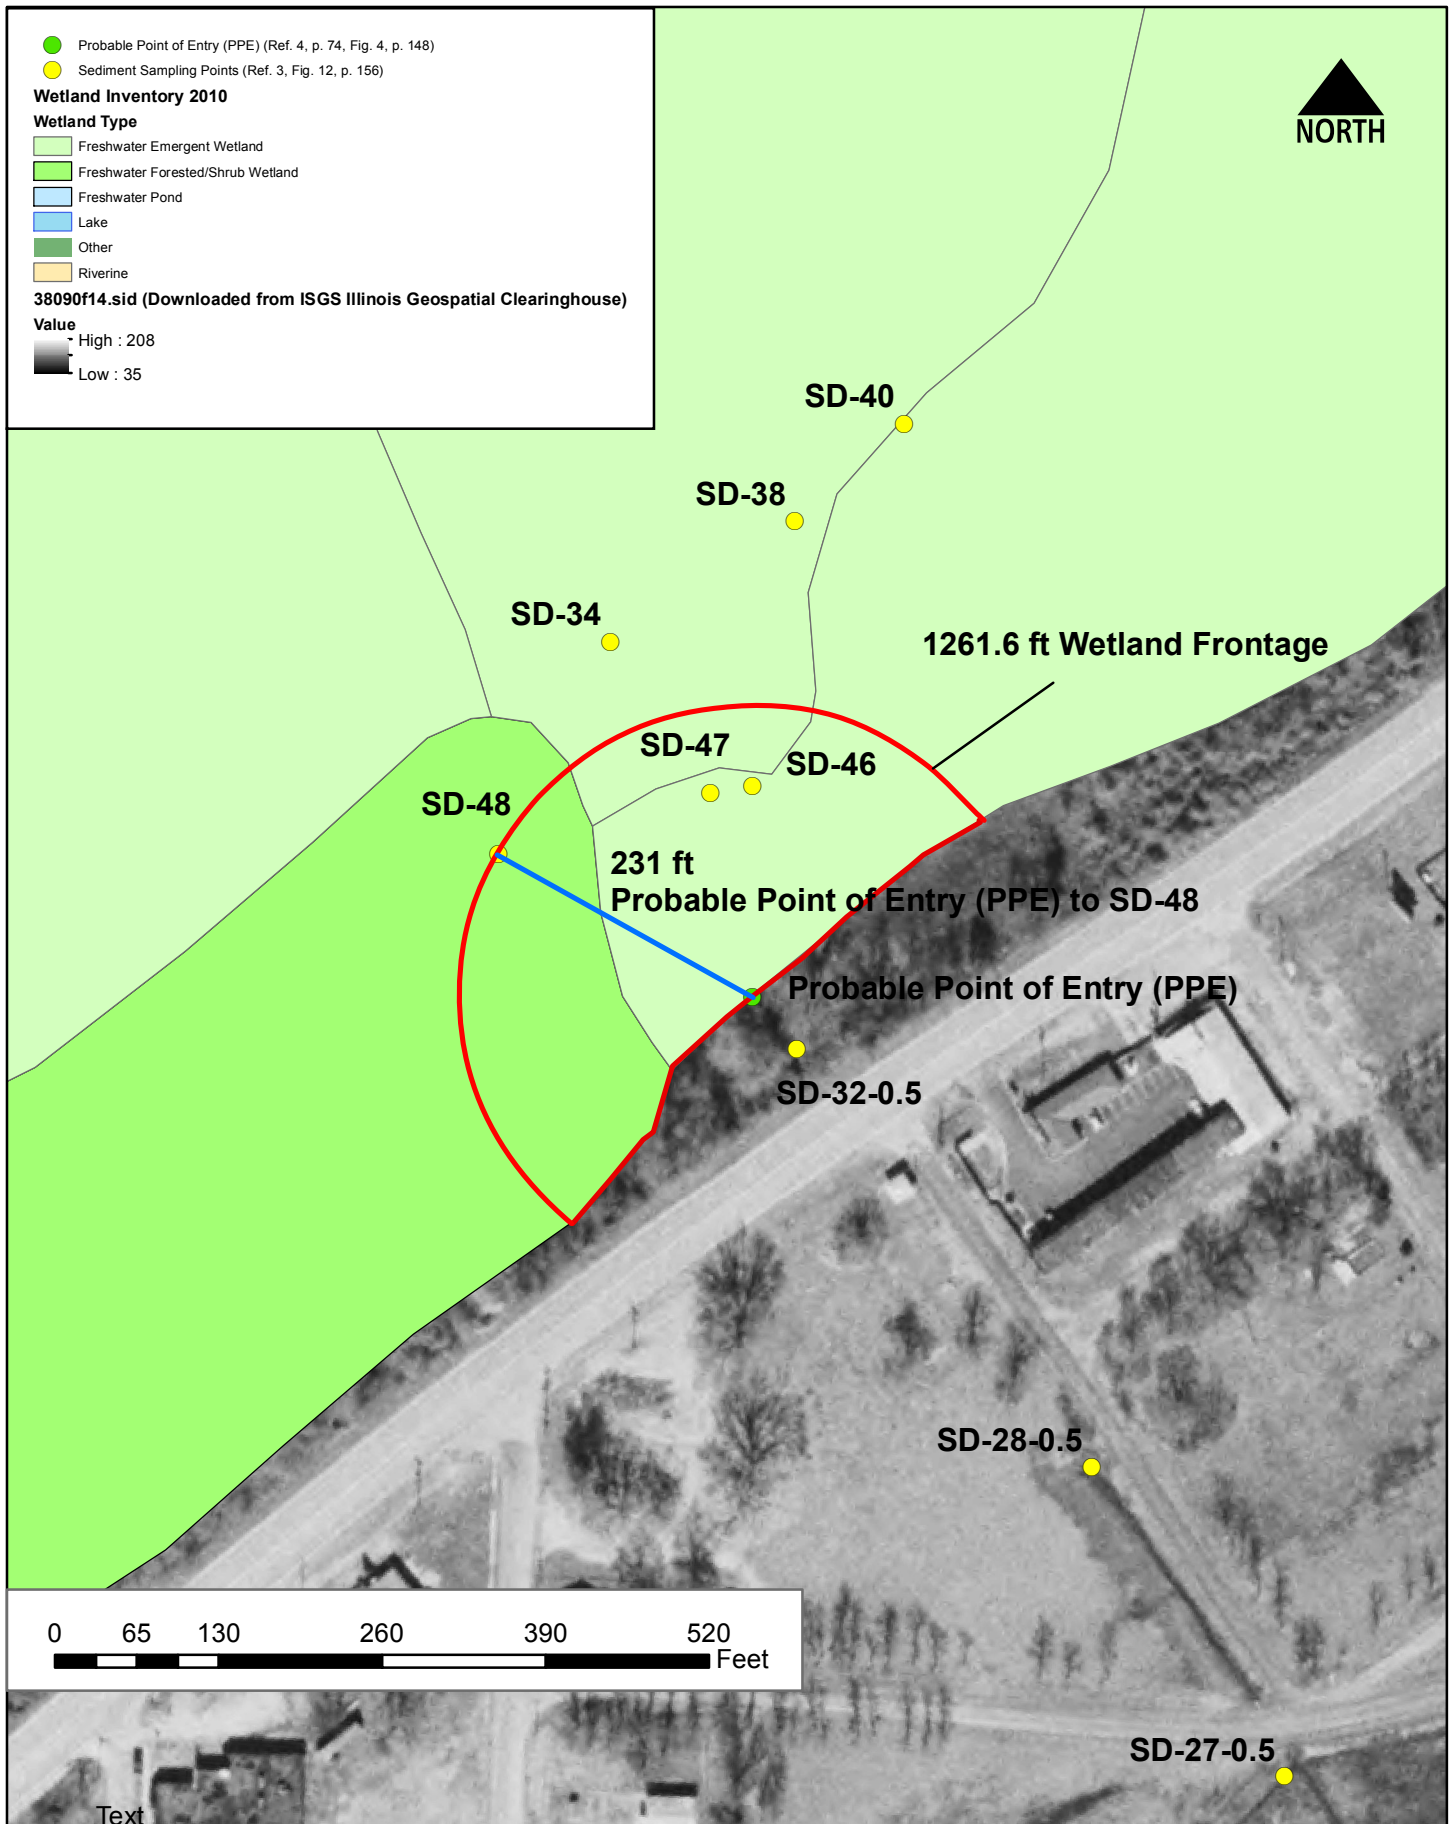 Probable Point of Entry (PPE) (Ref. 4, p. 74, Fig. 4, p. 148)
Sediment Sampling Points (Ref. 3, Fig. 12, p. 156)
Wetland Inventory 2010
Wetland Type
Freshwater Emergent Wetland
Freshwater Forested/Shrub Wetland
Freshwater Pond
Lake
Other
Riverine
38090f14.sid (Downloaded from ISGS Illinois Geospatial Clearinghouse)
Value
High : 208
Low : 35
NORTH
SD-40
SD-38
SD-34
1261.6 ft Wetland Frontage
SD-47
SD-46
SD-48
231 ft
Probable Point of Entry (PPE) to SD-48
Probable Point of Entry (PPE)
SD-32-0.5
SD-28-0.5
0 65 130 260 390 520
Feet
SD-27-0.5
Text